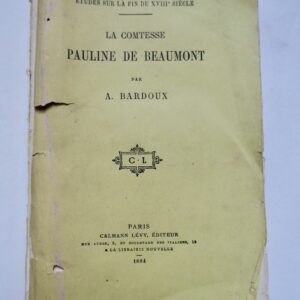 ÉTUDES SUR LA FIN DU XVIIIᵉ SIÈCLE
LA COMTESSE
PAULINE DE BEAUMONT
PAR
A. BARDOUX
C·L
PARIS
CALMANN LÉVY, ÉDITEUR
RUE AUBER, 3, ET BOULEVARD DES ITALIENS, 15
A LA LIBRAIRIE NOUVELLE
1884